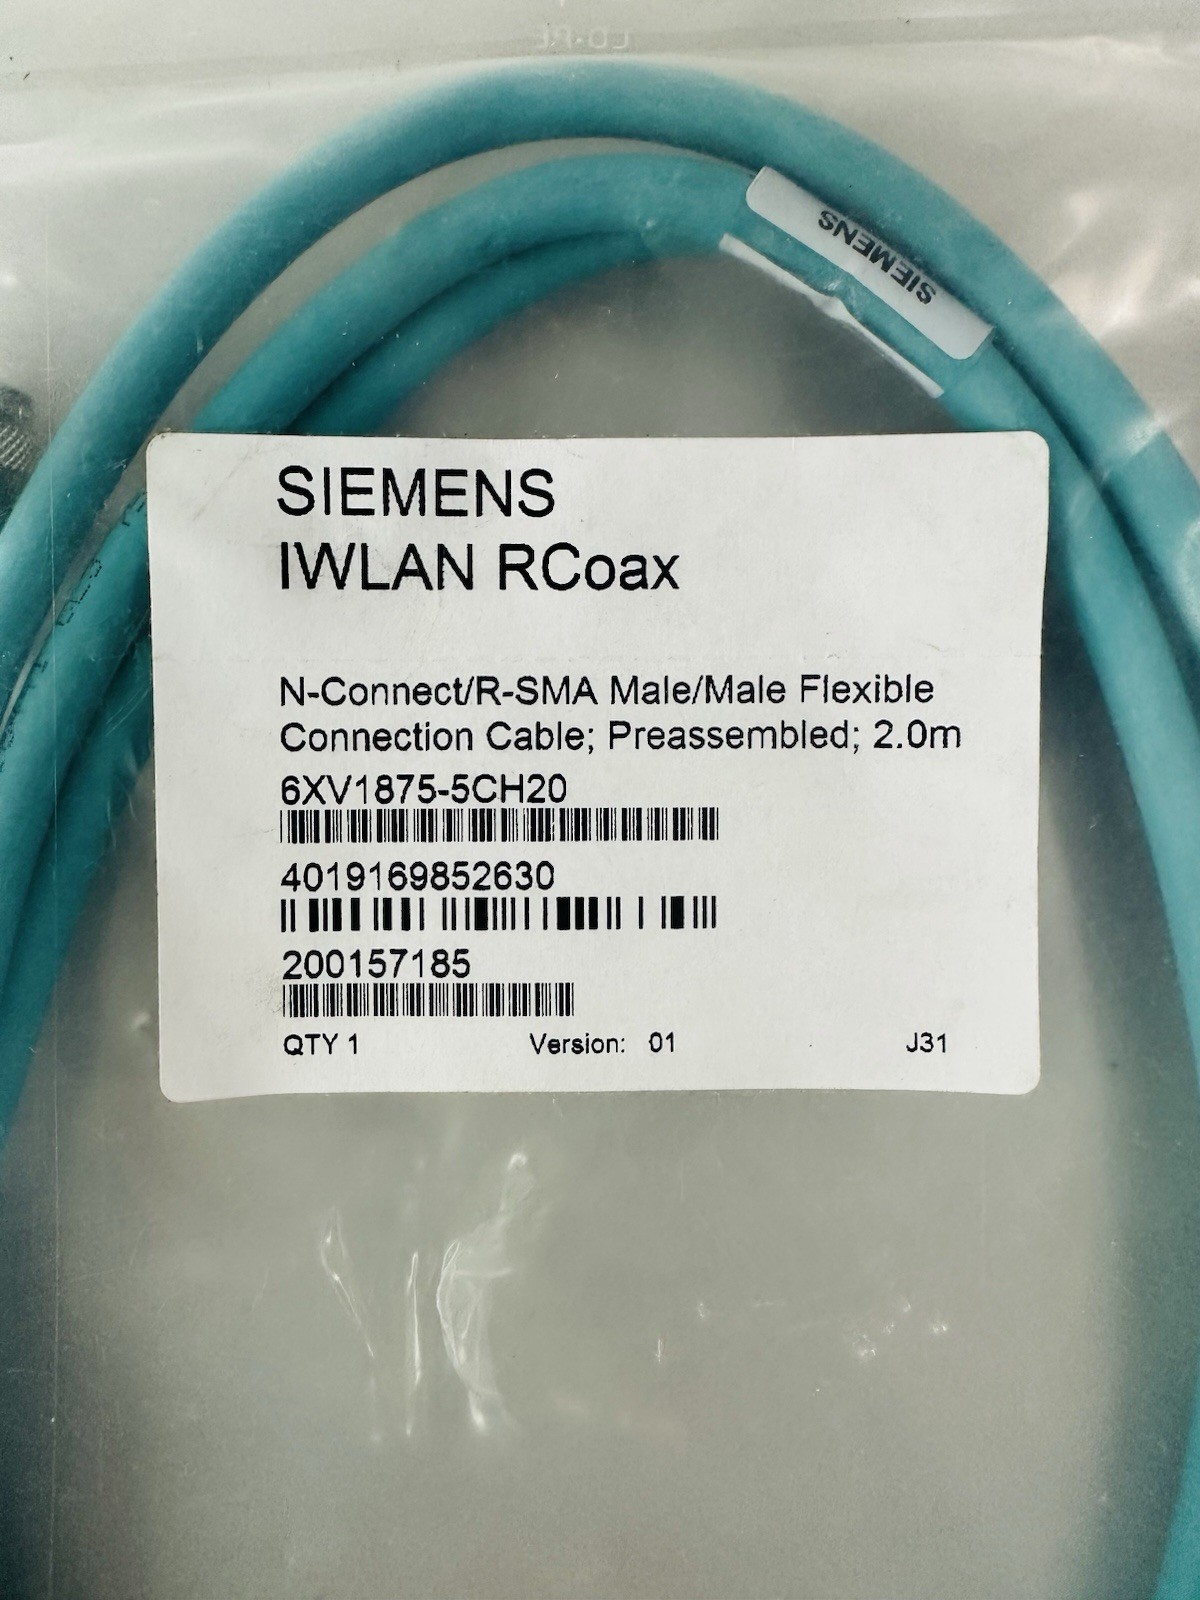 SIEMENS
SIEMENS
IWLAN RCoax
N-Connect/R-SMA Male/Male Flexible
Connection Cable; Preassembled; 2.0m
6XV1875-5CH20
4019169852630
200157185
QTY 1 Version: 01 J31